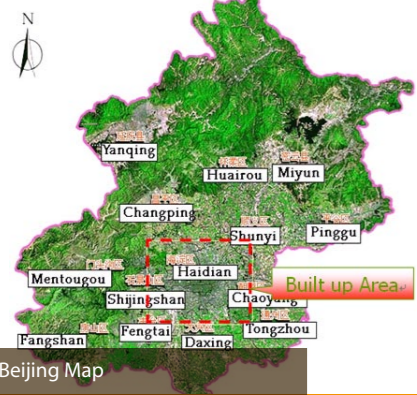 N
Yanqing
Huairou
Miyun
Changping
Shunyi
Pinggu
Haidian
Mentougou
Built up Area
Shijingshan
Chaoyang
Fengtai
Tongzhou
Fangshan
Daxing
Beijing Map